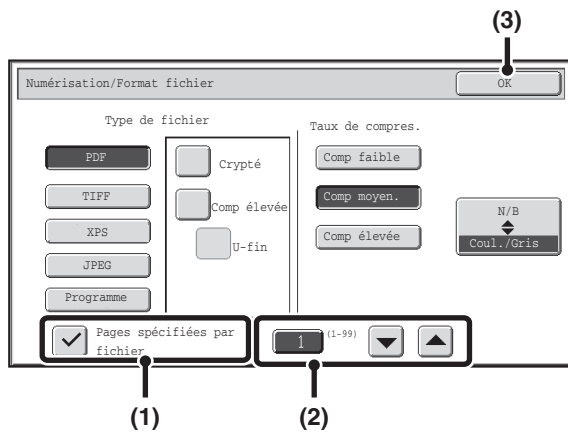 (3)
Numérisation/Format fichier
OK
Type de fichier
Taux de compres.
PDF
Crypté
Comp faible
TIFF
Comp élevée
Comp moyen.
N/B
XPS
U-fin
Comp élevée
Coul./Gris
JPEG
Programme
Pages spécifiées par
fichier
1
(1-99)
(1)
(2)